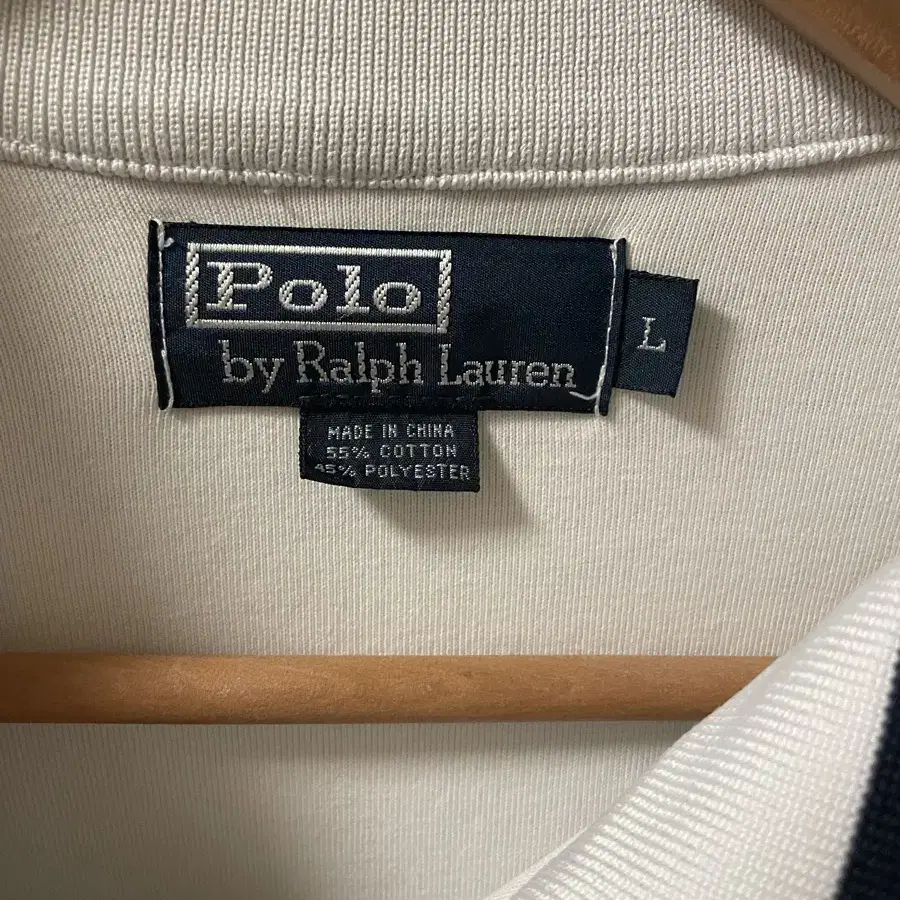 Polo
by Ralph Lauren
L
MADE IN CHINA
55% COTTON
45% POLYESTER